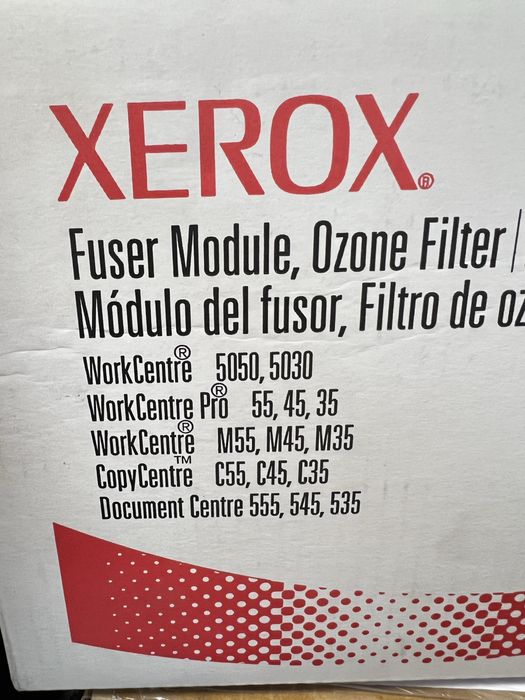 XEROX®
Fuser Module, Ozone Filter |
Módulo del fusor, Filtro de
WorkCentre® 5050, 5030
WorkCentre Pro® 55, 45, 35
WorkCentre® M55, M45, M35
CopyCentre™ C55, C45, C35
Document Centre 555, 545, 535